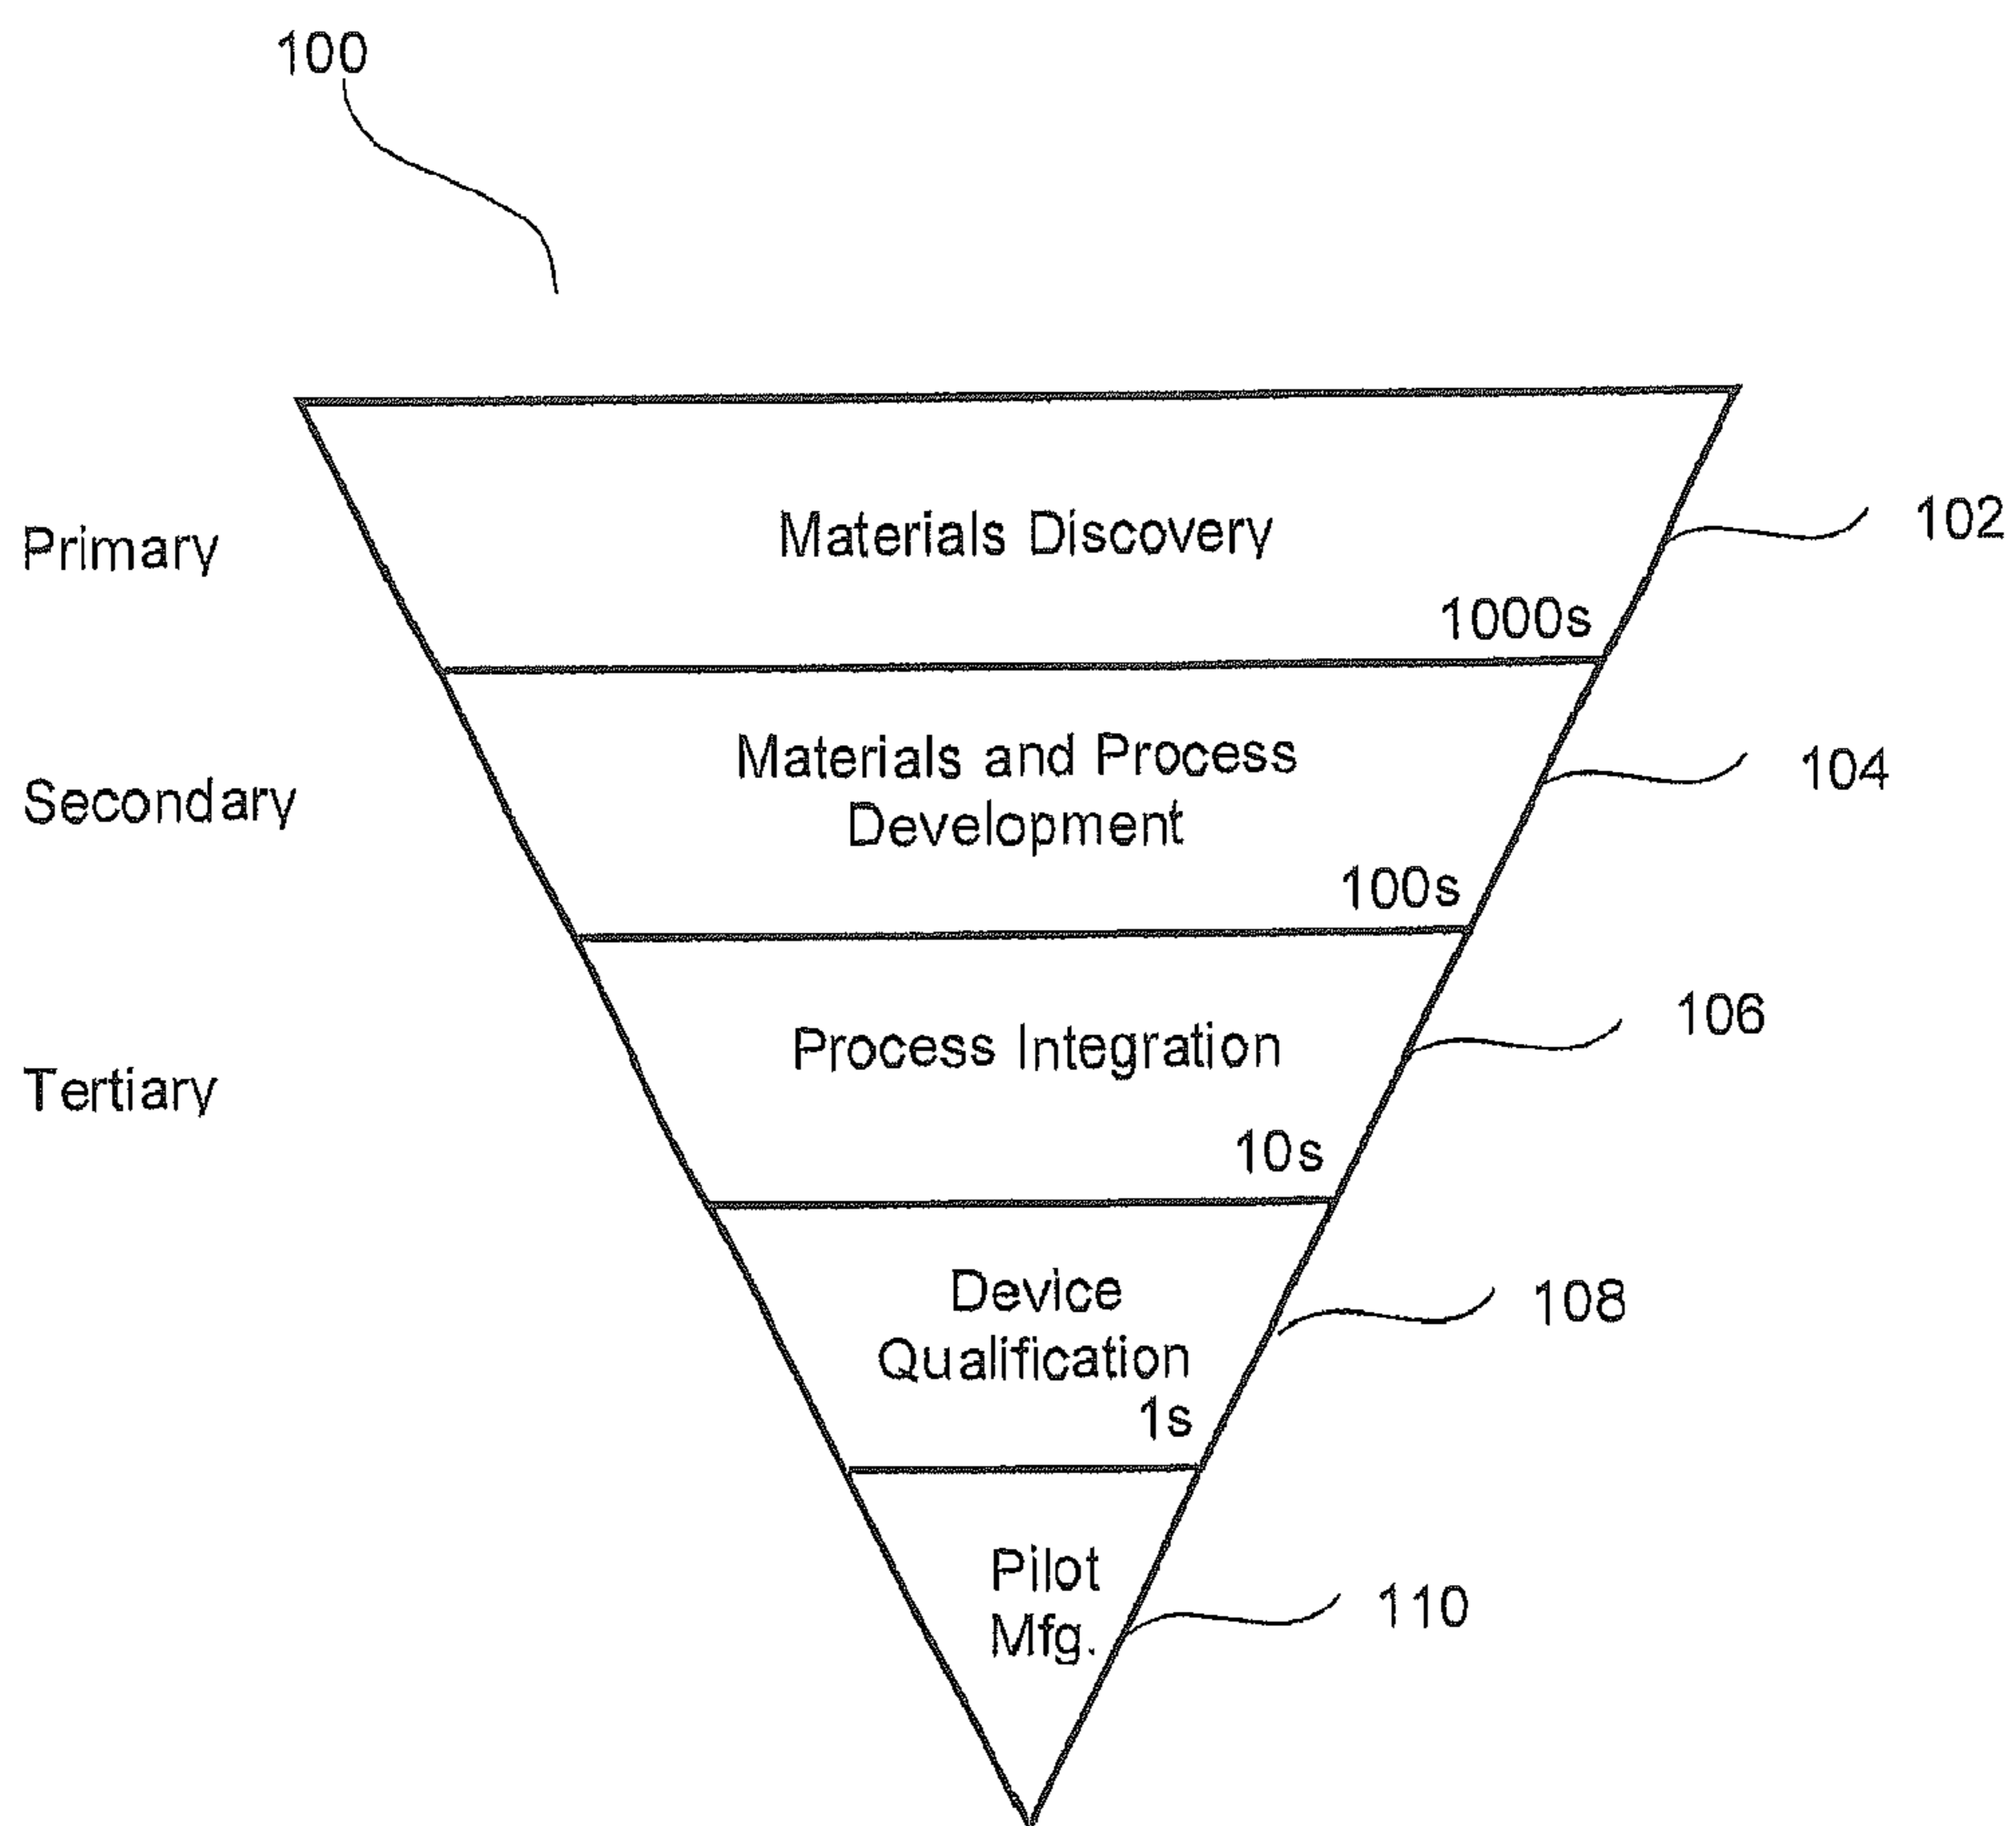 100
Primary
Materials Discovery
102
1000s
Secondary
Materials and Process
Development
104
100s
Tertiary
Process Integration
106
10s
Device
Qualification
108
1s
Pilot
Mfg.
110